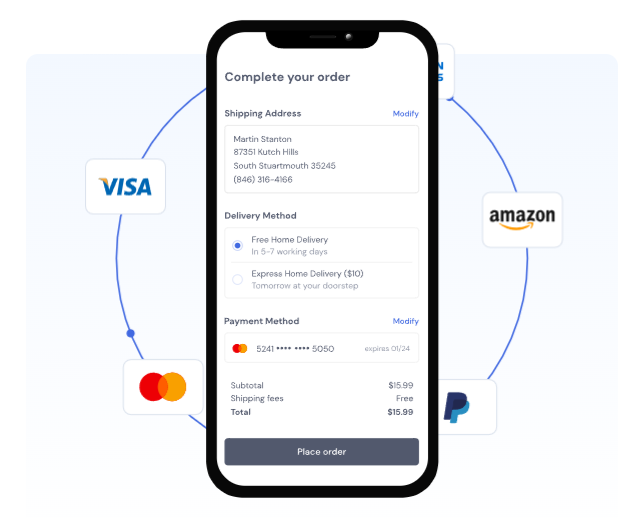 Complete your order
Shipping Address Modify
Martin Stanton
87351 Kutch Hills
South Stuartmouth 35245
(846) 316-4166
Delivery Method
Free Home Delivery
In 5-7 working days
Express Home Delivery ($10)
Tomorrow at your doorstep
Payment Method Modify
5241 •••• •••• 5050 expires 01/24
Subtotal $15.99
Shipping fees Free
Total $15.99
Place order
VISA
amazon
N
S